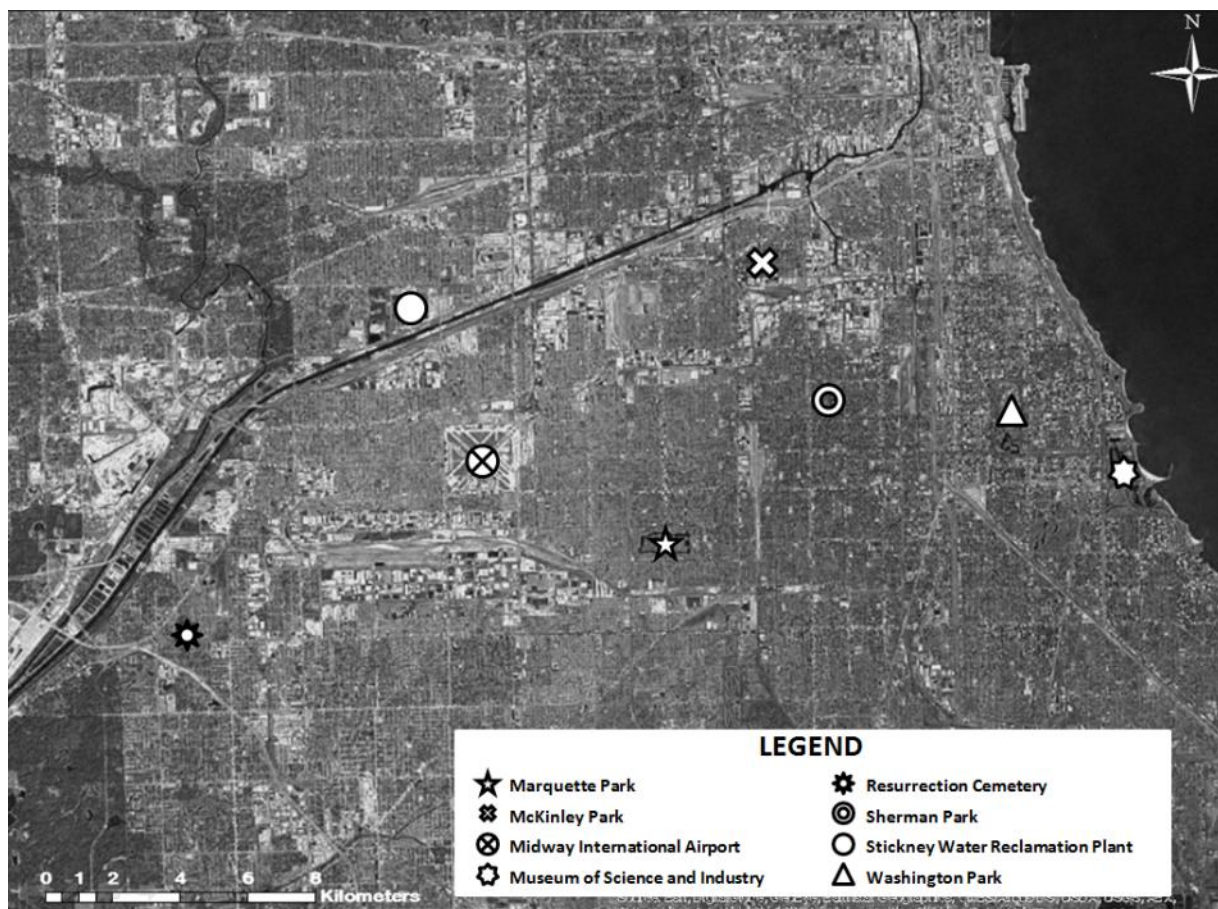 N
LEGEND
Marquette Park
McKinley Park
Midway International Airport
Museum of Science and Industry
Resurrection Cemetery
Sherman Park
Stickney Water Reclamation Plant
Washington Park
0 1 2 4 6 8
Kilometers